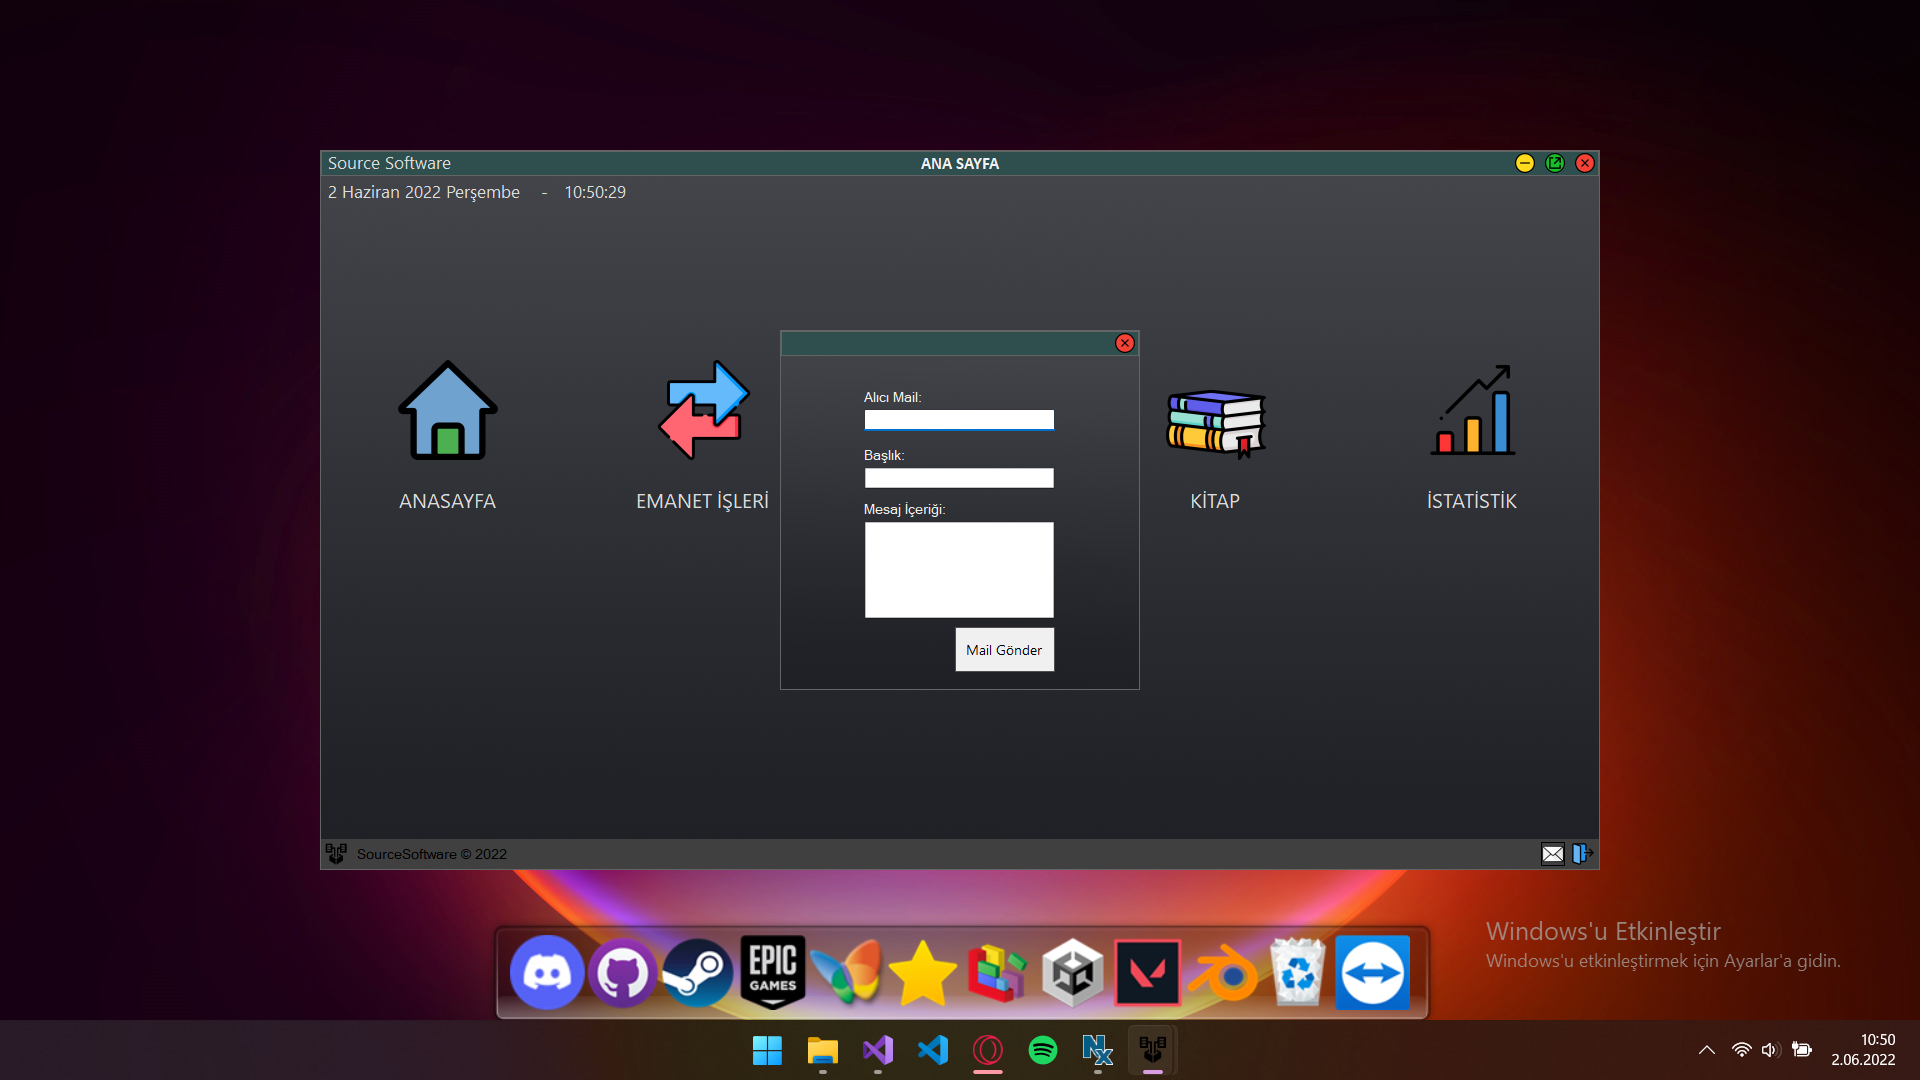 Source Software
ANA SAYFA
2 Haziran 2022 Perşembe - 10:50:29
Alıcı Mail:
Başlık:
Mesaj İçeriği:
Mail Gönder
ANASAYFA
EMANET İŞLERİ
KİTAP
İSTATİSTİK
SourceSoftware © 2022
Windows'u Etkinleştir
Windows'u etkinleştirmek için Ayarlar'a gidin.
EPIC
GAMES
10:50
2.06.2022